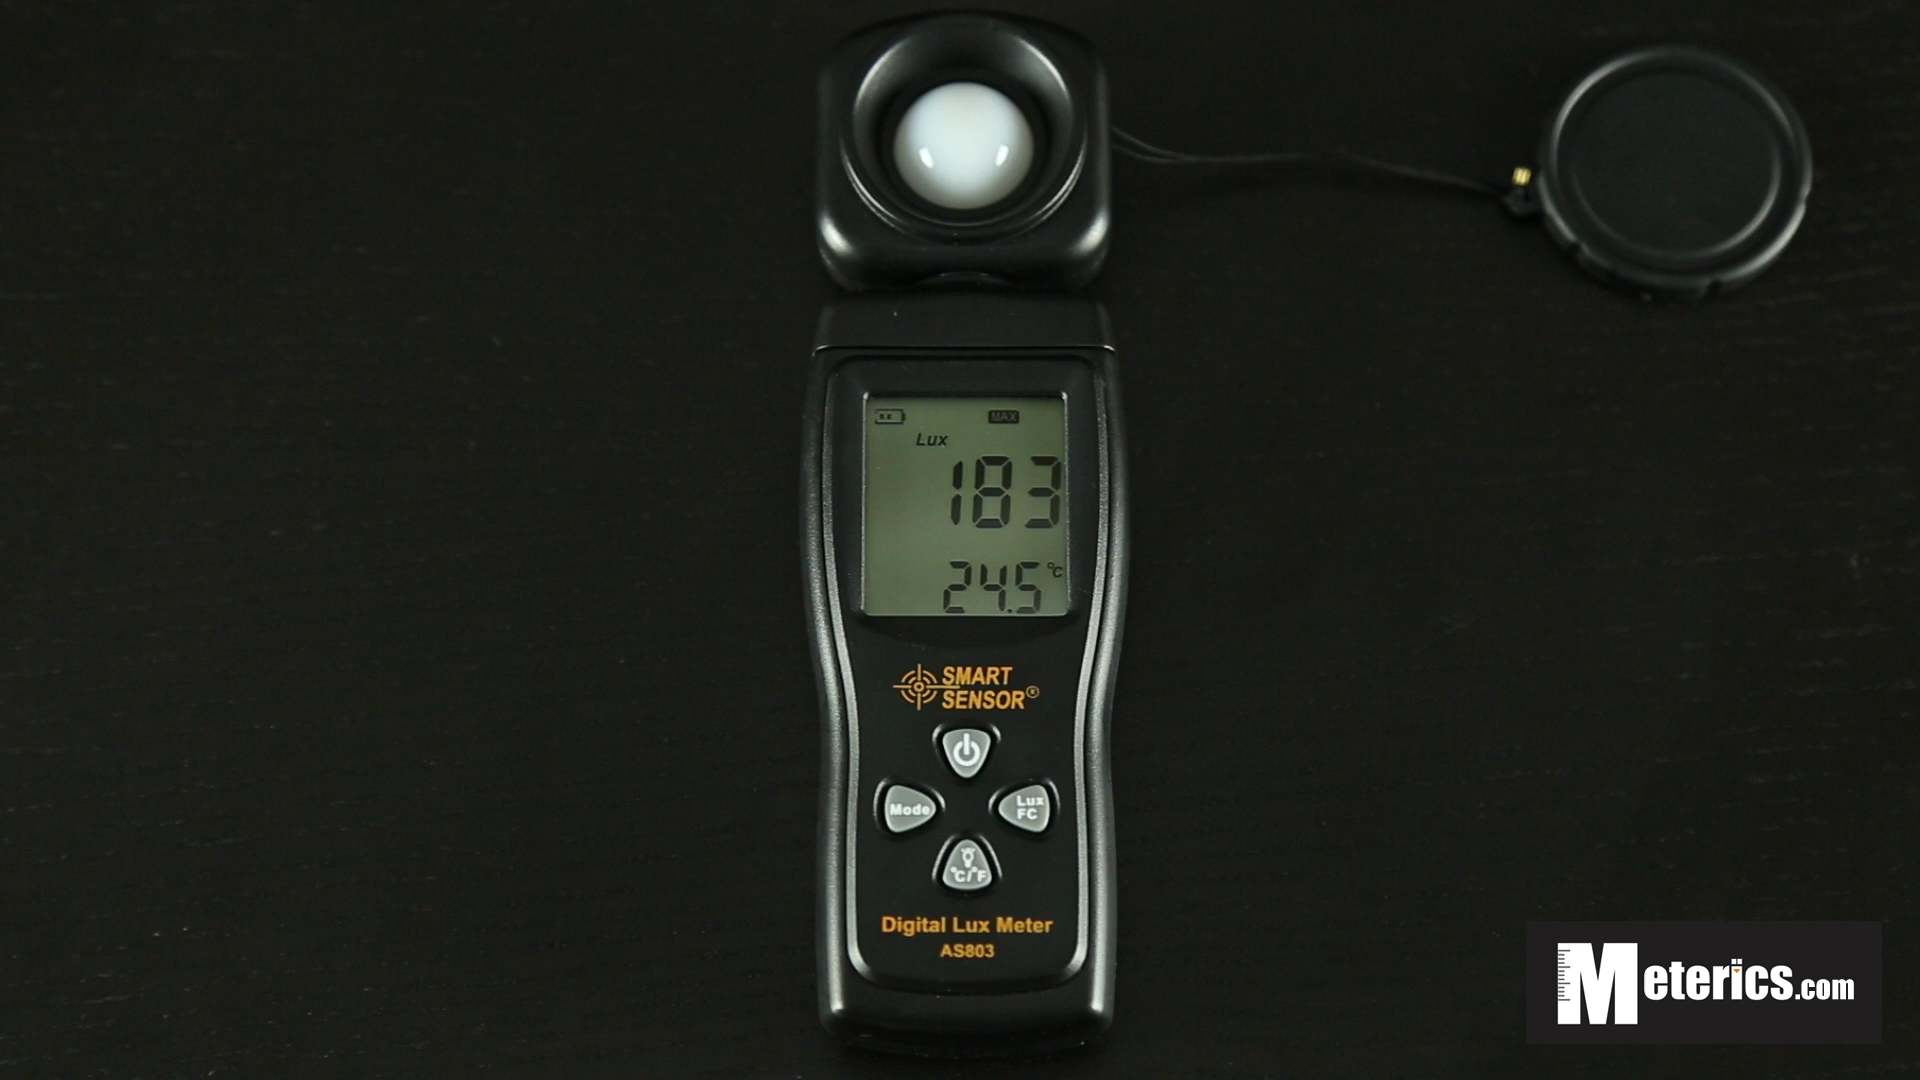 MAX
Lux
183
24.5 °C
SMART
SENSOR®
Mode
Lux
FC
°C/°F
Digital Lux Meter
AS803
Meterics.com